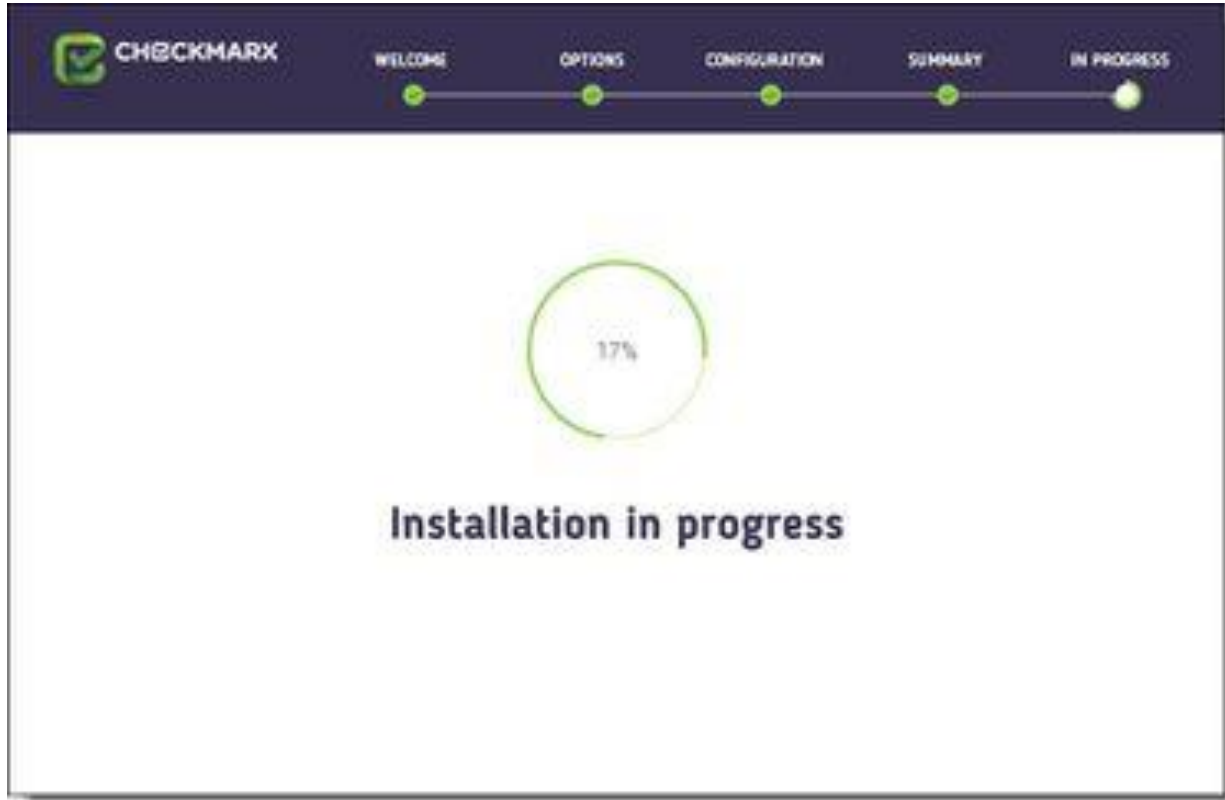 CHECKMARX
WELCOME
OPTIONS
CONFIGURATION
SUMMARY
IN PROGRESS
17%
Installation in progress